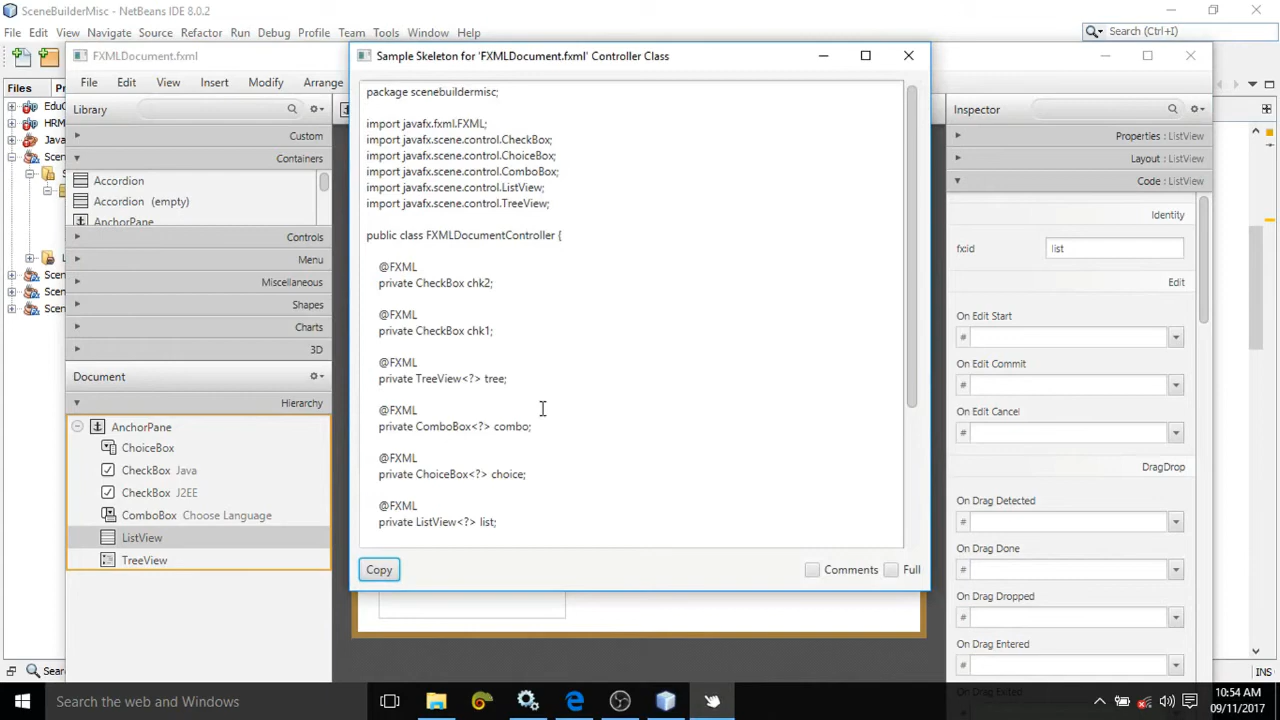 SceneBuilderMisc - NetBeans IDE 8.0.2
File Edit View Navigate Source Refactor Run Debug Profile Team Tools Window Help
Search (Ctrl+I)
FXMLDocument.fxml
Sample Skeleton for 'FXMLDocument.fxml' Controller Class
File Edit View Insert Modify Arrange
Files
Library
Custom
Containers
Accordion
Accordion (empty)
AnchorPane
Controls
Menu
Miscellaneous
Shapes
Charts
3D
Document
Hierarchy
AnchorPane
ChoiceBox
CheckBox Java
CheckBox J2EE
ComboBox Choose Language
ListView
TreeView
package scenebuildermisc;
import javafx.fxml.FXML;
import javafx.scene.control.CheckBox;
import javafx.scene.control.ChoiceBox;
import javafx.scene.control.ComboBox;
import javafx.scene.control.ListView;
import javafx.scene.control.TreeView;
public class FXMLDocumentController {
@FXML
private CheckBox chk2;
@FXML
private CheckBox chk1;
@FXML
private TreeView<?> tree;
@FXML
private ComboBox<?> combo;
@FXML
private ChoiceBox<?> choice;
@FXML
private ListView<?> list;
Copy
Comments Full
Inspector
Properties : ListView
Layout : ListView
Code : ListView
Identity
fx:id list
Edit
On Edit Start
#
On Edit Commit
#
On Edit Cancel
#
DragDrop
On Drag Detected
#
On Drag Done
#
On Drag Dropped
#
On Drag Entered
#
On Drag Exited
INS
Search the web and Windows
10:54 AM
09/11/2017